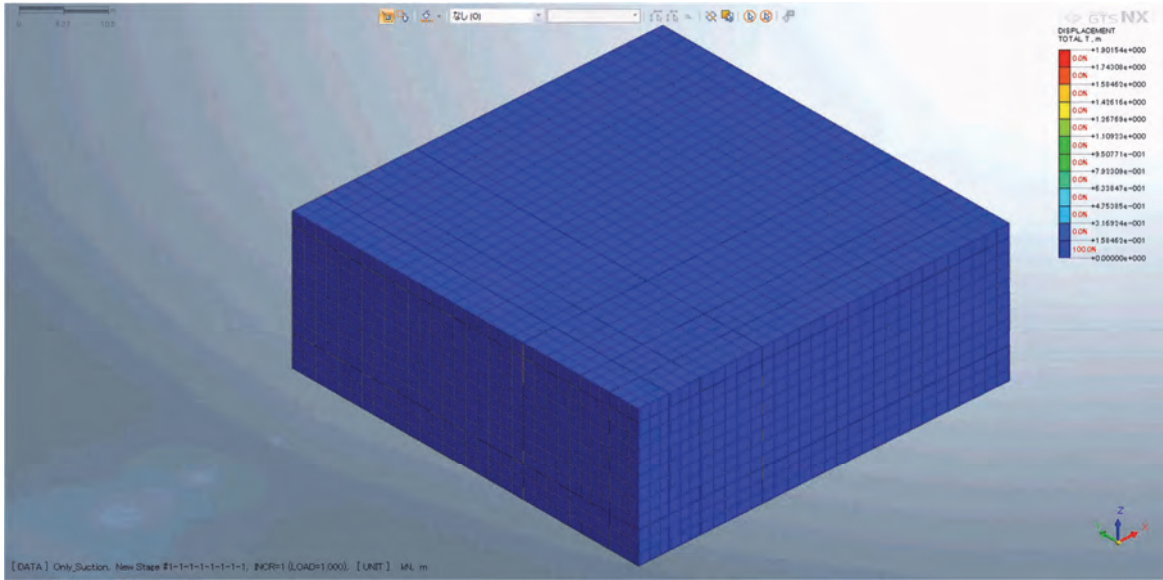 なし (0)
GTS NX
DISPLACEMENT
TOTAL T, m
+1.90154e+000
0.0%
+1.74308e+000
0.0%
+1.58462e+000
0.0%
+1.42616e+000
0.0%
+1.26769e+000
0.0%
+1.10923e+000
0.0%
+9.50771e-001
0.0%
+7.92309e-001
0.0%
+6.33847e-001
0.0%
+4.75385e-001
0.0%
+3.16924e-001
0.0%
+1.58462e-001
100.0%
+0.00000e+000
Z
X
[DATA] Only_Suction, New Stage #1-1-1-1-1-1-1-1, INCR=1 (LOAD=1.000), [UNIT] kN, m